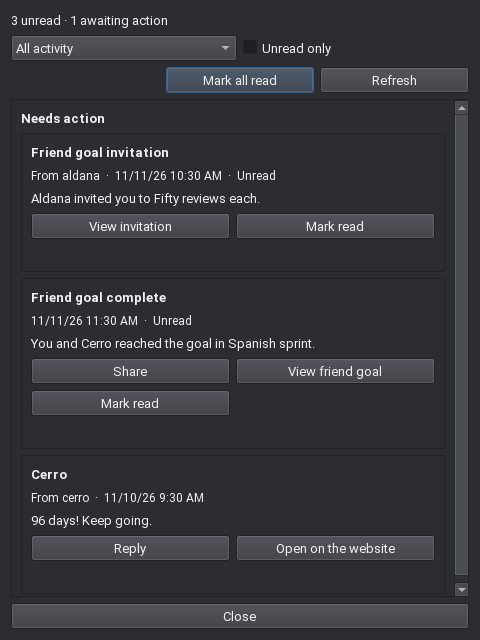 3 unread · 1 awaiting action
All activity
Unread only
Mark all read
Refresh
Needs action
Friend goal invitation
From aldana · 11/11/26 10:30 AM · Unread
Aldana invited you to Fifty reviews each.
View invitation
Mark read
Friend goal complete
11/11/26 11:30 AM · Unread
You and Cerro reached the goal in Spanish sprint.
Share
View friend goal
Mark read
Cerro
From cerro · 11/10/26 9:30 AM
96 days! Keep going.
Reply
Open on the website
Close